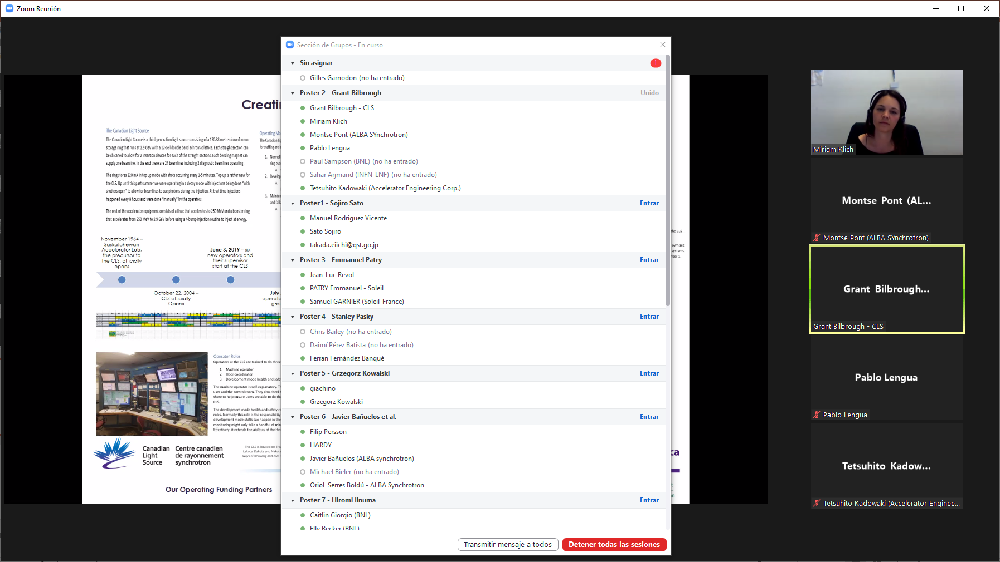 Zoom Reunión
Sección de Grupos - En curso
Sin asignar
1
Gilles Garnodon (no ha entrado)
Poster 2 - Grant Bilbrough
Unido
Grant Bilbrough - CLS
Miriam Klich
Montse Pont (ALBA SYnchrotron)
Pablo Lengua
Paul Sampson (BNL) (no ha entrado)
Sahar Arjmand (INFN-LNF) (no ha entrado)
Tetsuhito Kadowaki (Accelerator Engineering Corp.)
Poster1 - Sojiro Sato
Entrar
Manuel Rodriguez Vicente
Sato Sojiro
takada.eiichi@qst.go.jp
Poster 3 - Emmanuel Patry
Entrar
Jean-Luc Revol
PATRY Emmanuel - Soleil
Samuel GARNIER (Soleil-France)
Poster 4 - Stanley Pasky
Entrar
Chris Bailey (no ha entrado)
Daimí Pérez Batista (no ha entrado)
Ferran Fernández Banqué
Poster 5 - Grzegorz Kowalski
Entrar
giachino
Grzegorz Kowalski
Poster 6 - Javier Bañuelos et al.
Entrar
Filip Persson
HARDY
Javier Bañuelos (ALBA synchrotron)
Michael Bieler (no ha entrado)
Oriol Serres Boldú - ALBA Synchrotron
Poster 7 - Hiromi Iinuma
Entrar
Caitlin Giorgio (BNL)
Elly Becker (BNL)
Transmitir mensaje a todos
Detener todas las sesiones
Creatin
The Canadian Light Source
The Canadian Light Source is a third-generation light source consisting of a 170.88 metre circumference
storage ring that runs at 2.9 GeV with a 12-cell double bend achromat lattice. Each straight section can
be chicaned to allow for 2 insertion devices for each of the straight sections. Each bending magnet can
supply one beamline. In the end there are 24 beamlines including 2 diagnostic beamlines operating.
The ring stores 220 mA in top up mode with shots occurring every 1-5 minutes. Top up is rather new for
the CLS. Up until this past summer we were operating in a decay mode with injections being done "with
shutters open" to allow for beamlines to see photons during the injection. At that time injections
happened every 8 hours and were done "manually" by the operators.
The rest of the accelerator equipment consists of a linac that accelerates to 250 MeV and a booster ring
that accelerates from 250 MeV to 2.9 GeV before using a 4-bump injection routine to inject at energy.
Operating Mo
The Canadian Lig
for staffing are i
1. Normal
ring eve
a.
2. Develop
a.
3. Mainten
and fall
a.
November 1964 –
Saskatchewan
Accelerator Lab,
the precursor to
the CLS, officially
opens
June 3, 2019 – six
new operators and
their supervisor
start at the CLS
October 22, 2004 –
CLS officially
Opens
July
operato
grou
Operator Roles
Operators at the CLS are trained to do three
1. Machine operator
2. Floor coordinator
3. Development mode health and safe
The machine operator is self-explanatory. Th
user and the control room. They also check
there to help ensure users are able to do the
CLS.
The development mode health and safety ro
roles. Normally this role is the responsibility
development mode shifts can happen in the
monitoring might only take a handful of min
Effectively, it extends the abilities of the Hea
Canadian
Light
Source
Centre canadien
de rayonnement
synchrotron
The CLS is located on Trea
Lakota, Dakota and Nakota
Ways of Knowing and oral t
Our Operating Funding Partners
the CLS
own set
systems
ber 1,
ca
Miriam Klich
Montse Pont (AL...
Montse Pont (ALBA SYnchrotron)
Grant Bilbrough...
Grant Bilbrough - CLS
Pablo Lengua
Pablo Lengua
Tetsuhito Kadow...
Tetsuhito Kadowaki (Accelerator Enginee...